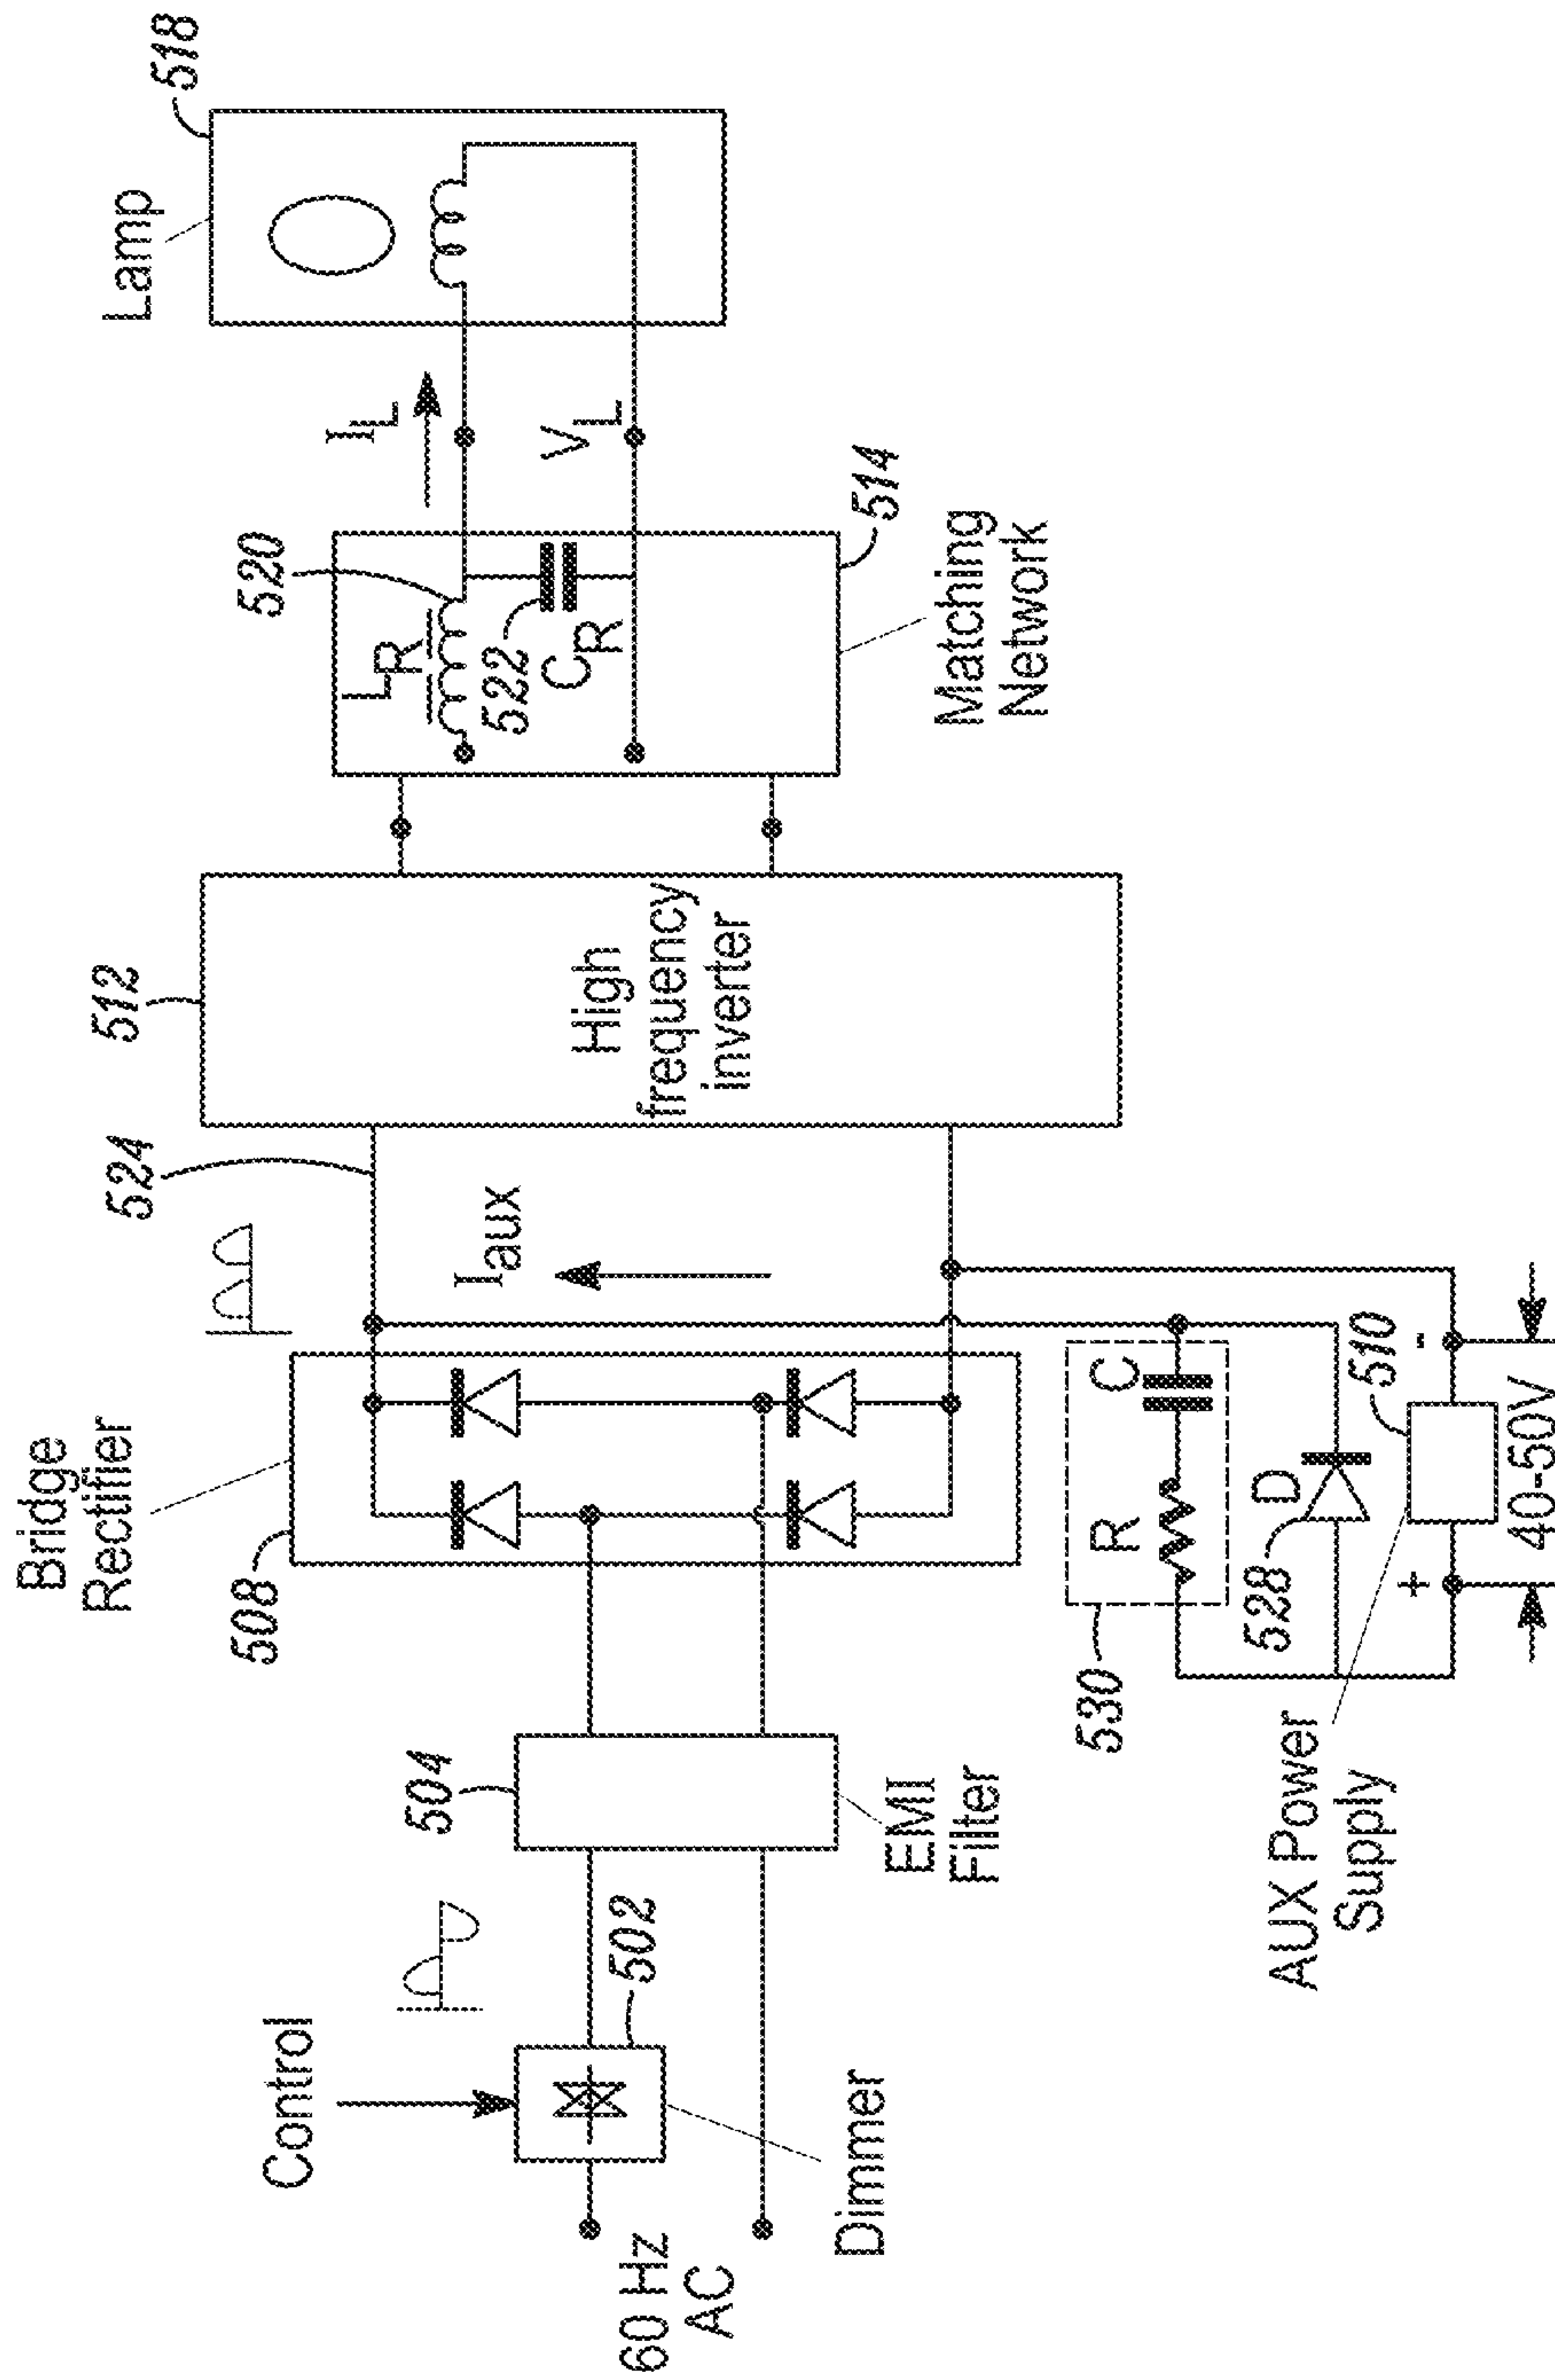 Bridge
Rectifier
508
524
512
High
frequency
inverter
I aux
Lamp
518
I L
V L
520
L R
522
C R
514
Matching
Network
Control
502
Dimmer
60 Hz
AC
504
EMI
Filter
530
R
C
D
528
510
+
-
40-50V
AUX Power
Supply